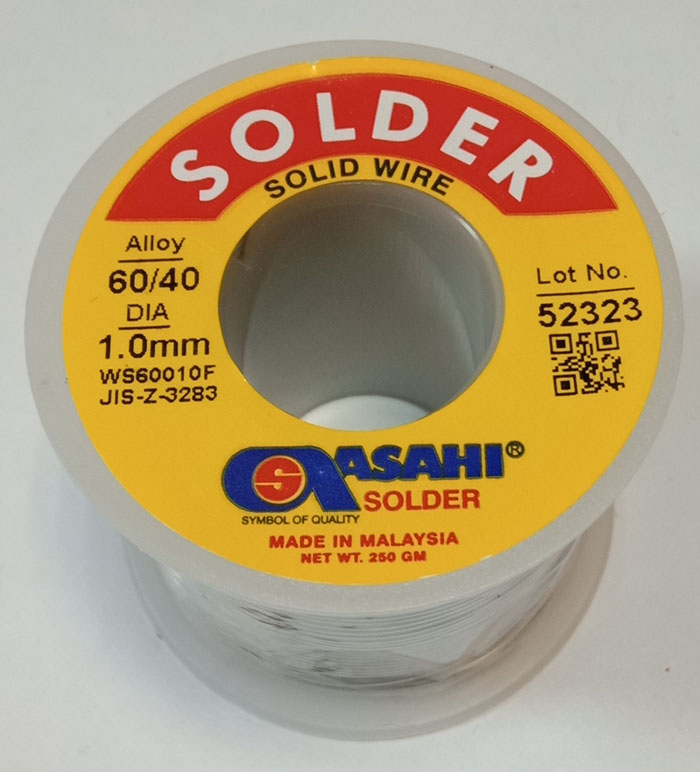 SOLDER
SOLID WIRE
Alloy
60/40
DIA
1.0mm
WS60010F
JIS-Z-3283
Lot No.
52323
ASAHI®
SOLDER
SYMBOL OF QUALITY
MADE IN MALAYSIA
NET WT. 250 GM